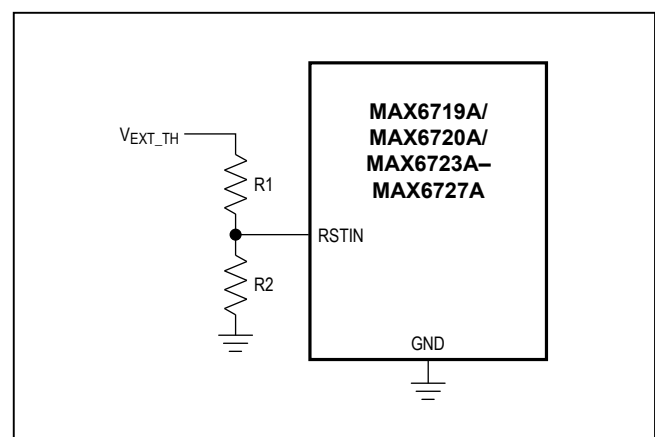 MAX6719A/
MAX6720A/
MAX6723A–
MAX6727A
VEXT_TH
R1
RSTIN
R2
GND